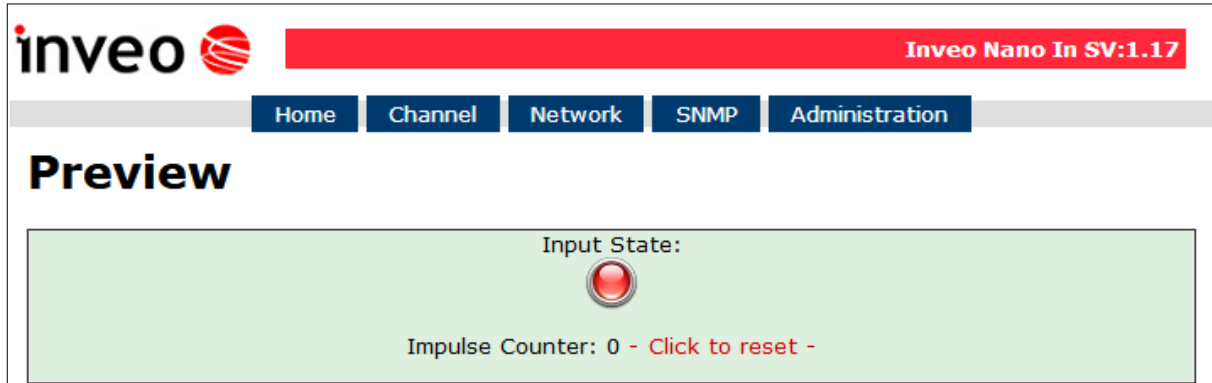 inveo
Inveo Nano In SV:1.17
Home Channel Network SNMP Administration
Preview
Input State:
Impulse Counter: 0 - Click to reset -